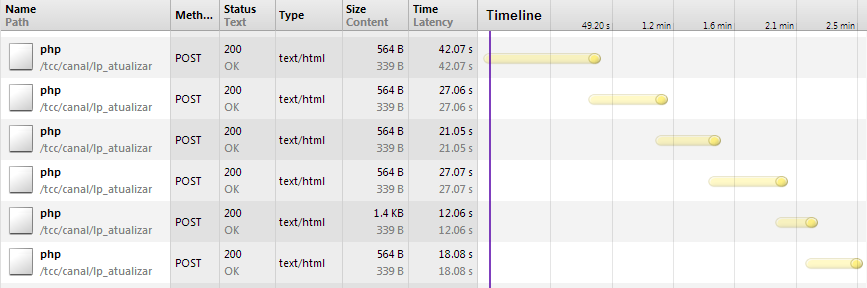 Name Meth... Status Type Size Time Timeline
Path Text Content Latency
49.20 s 1.2 min 1.6 min 2.1 min 2.5 min
php POST 200 text/html 564 B 42.07 s
/tcc/canal/lp_atualizar OK 339 B 42.07 s
php POST 200 text/html 564 B 27.06 s
/tcc/canal/lp_atualizar OK 339 B 27.06 s
php POST 200 text/html 564 B 21.05 s
/tcc/canal/lp_atualizar OK 339 B 21.05 s
php POST 200 text/html 564 B 27.07 s
/tcc/canal/lp_atualizar OK 339 B 27.07 s
php POST 200 text/html 1.4 KB 12.06 s
/tcc/canal/lp_atualizar OK 339 B 12.06 s
php POST 200 text/html 564 B 18.08 s
/tcc/canal/lp_atualizar OK 339 B 18.08 s